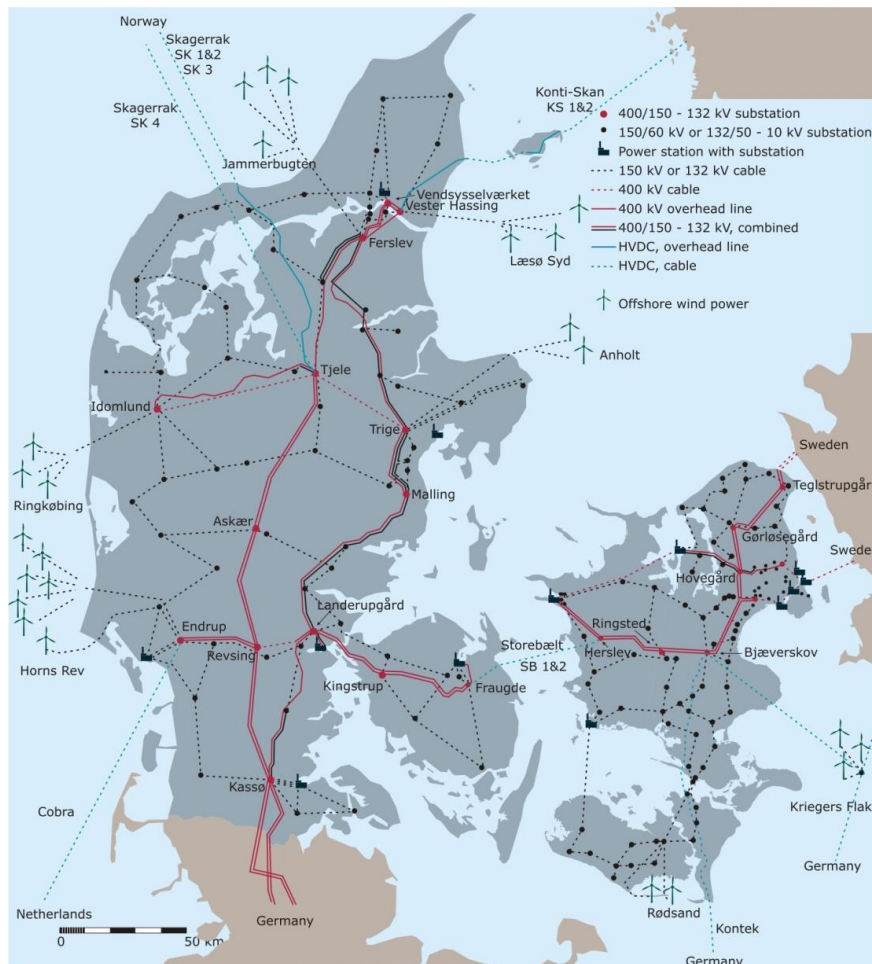 Norway
Skagerrak
SK 1&2
SK 3
Skagerrak
SK 4
Jammerbugten
Konti-Skan
KS 1&2
400/150 - 132 kV substation
150/60 kV or 132/50 - 10 kV substation
Power station with substation
150 kV or 132 kV cable
400 kV cable
400 kV overhead line
400/150 - 132 kV, combined
HVDC, overhead line
HVDC, cable
Offshore wind power
Vendsysselværket
Vester Hassing
Ferslev
Læsø Syd
Anholt
Tjele
Idomlund
Trige
Ringkøbing
Malling
Askær
Sweden
Teglstrupgår
Gørløsegård
Hovegård
Swede
Landerupgård
Endrup
Revsing
Horns Rev
Kingstrup
Fraugde
Storebælt
SB 1&2
Ringsted
Herslev
Bjæverskov
Kassø
Cobra
Kriegers Flak
Germany
Netherlands
0
50 km
Germany
Rødsand
Kontek
Germany